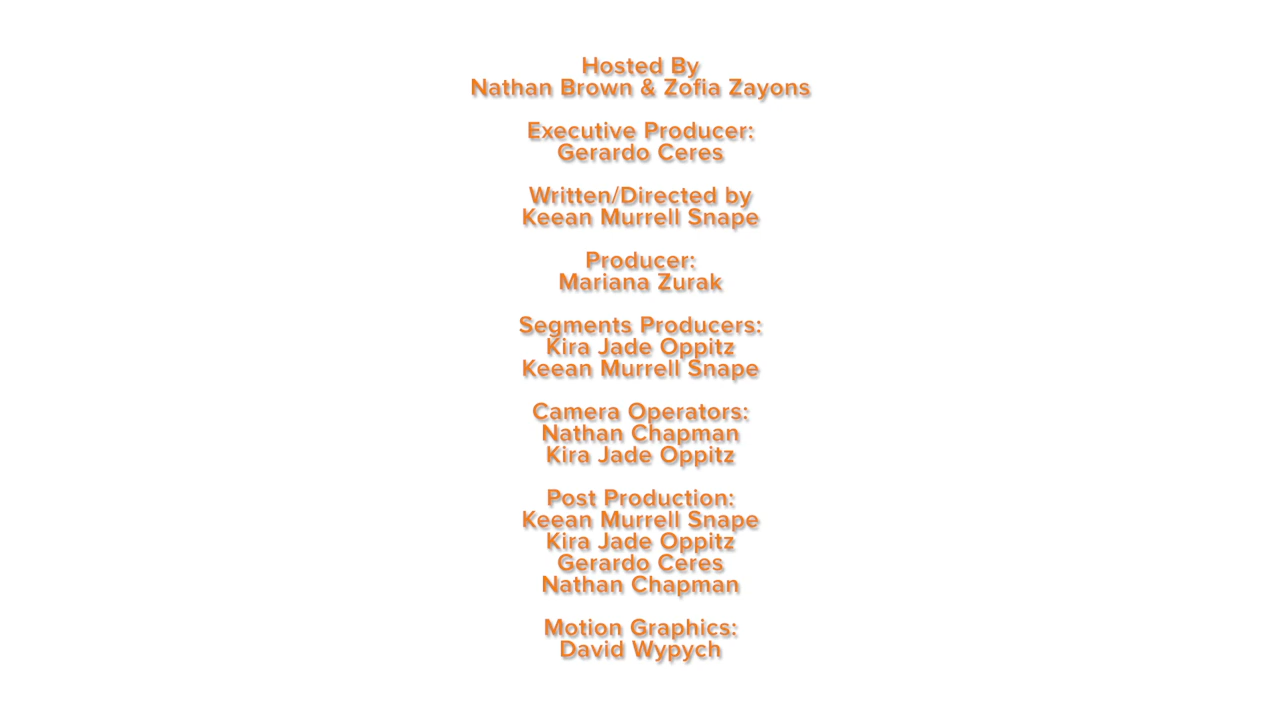 Hosted By
Nathan Brown & Zofia Zayons
Executive Producer:
Gerardo Ceres
Written/Directed by
Keean Murrell Snape
Producer:
Mariana Zurak
Segments Producers:
Kira Jade Oppitz
Keean Murrell Snape
Camera Operators:
Nathan Chapman
Kira Jade Oppitz
Post Production:
Keean Murrell Snape
Kira Jade Oppitz
Gerardo Ceres
Nathan Chapman
Motion Graphics:
David Wypych